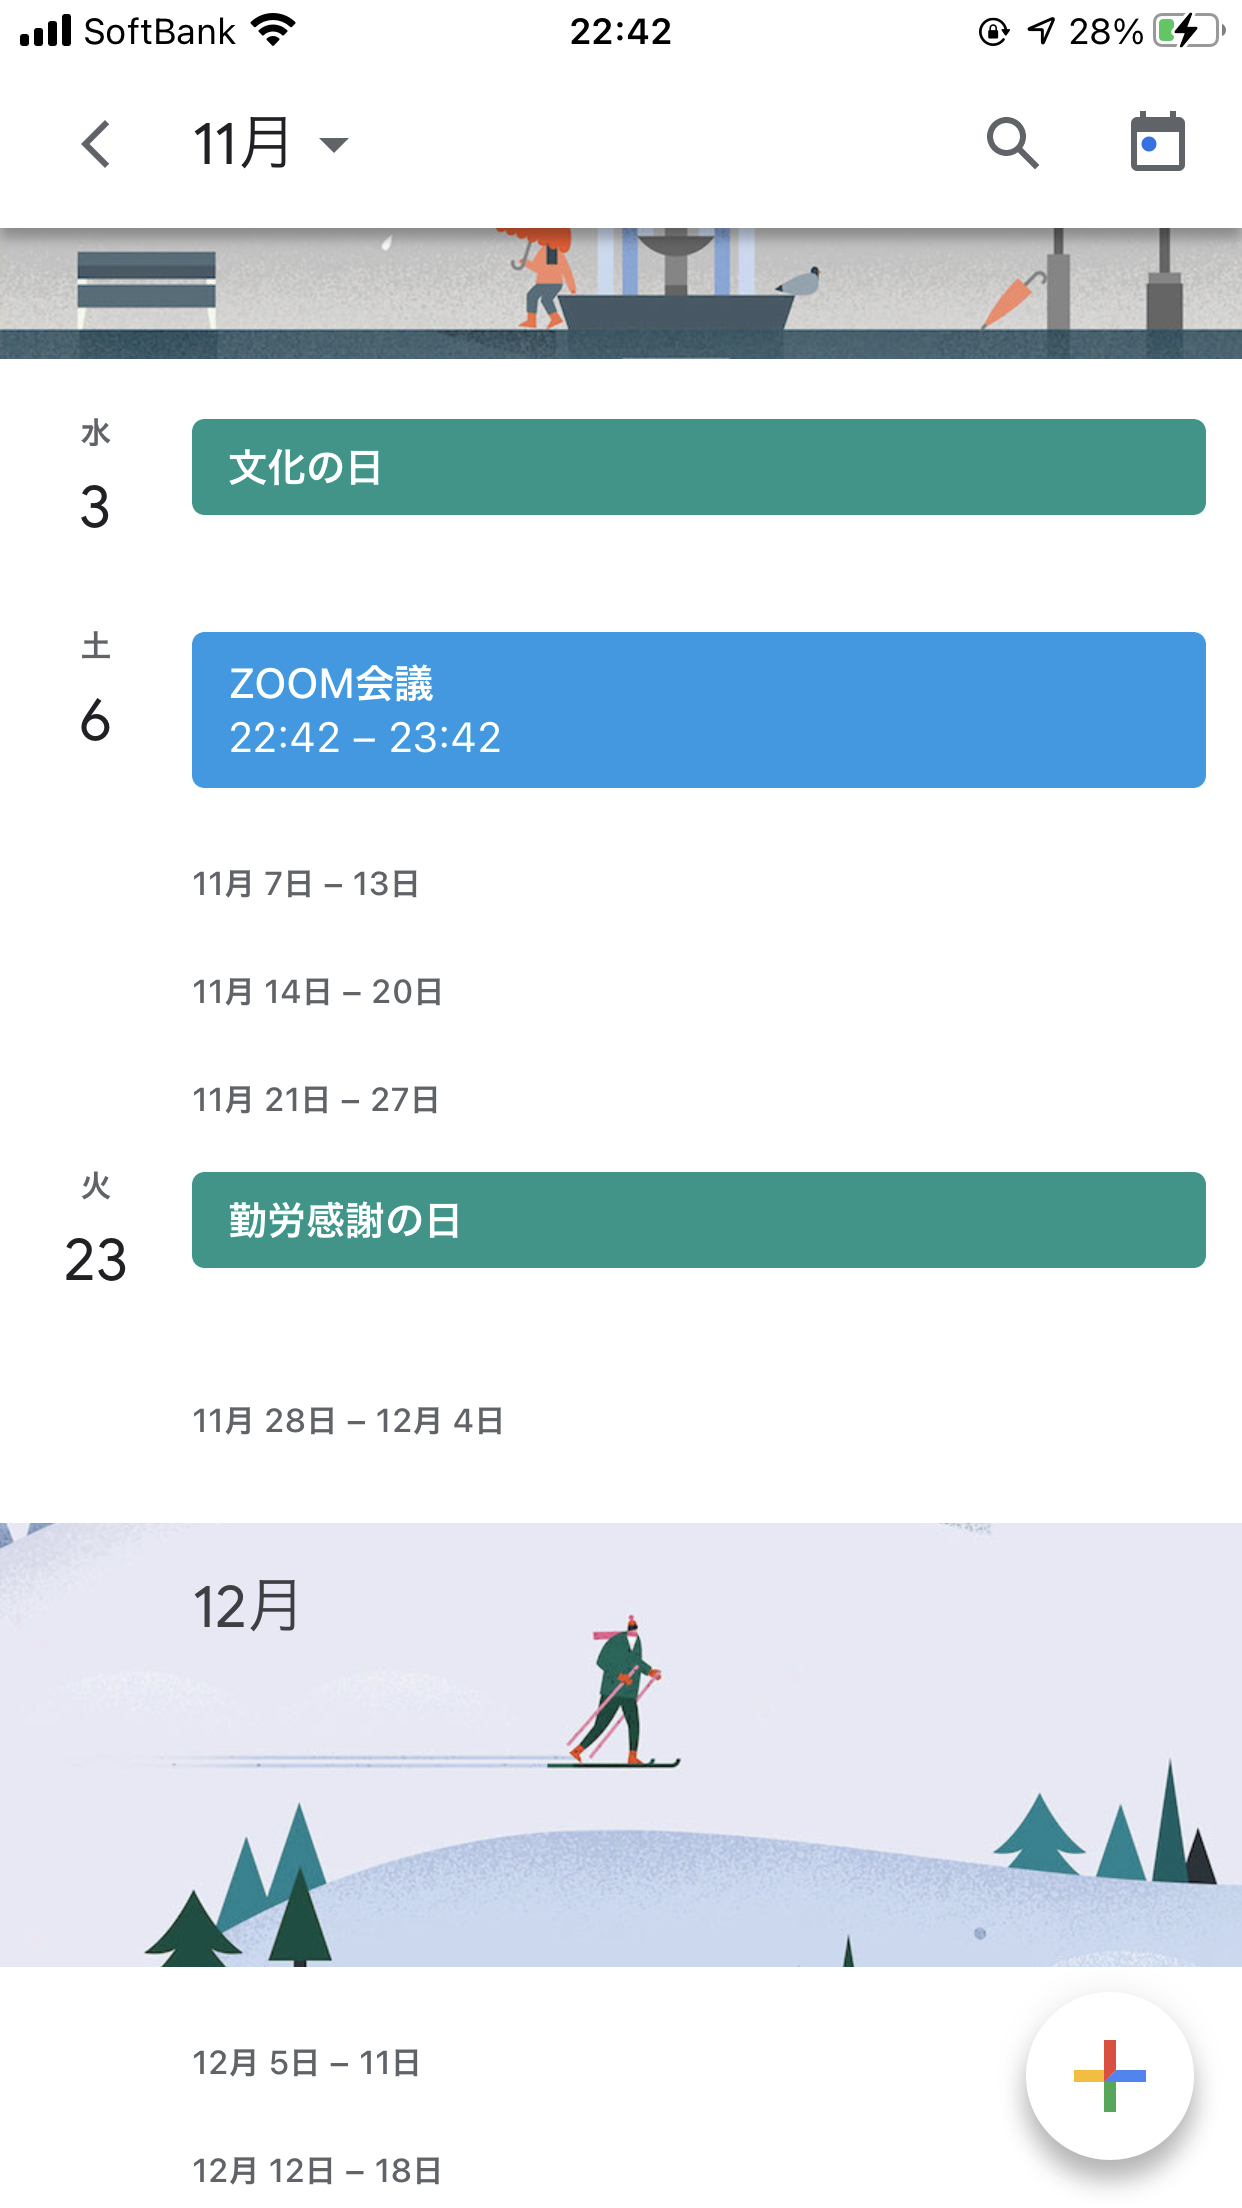 SoftBank 22:42 28%
11月
水
3
文化の日
土
6
ZOOM会議
22:42 – 23:42
11月 7日 – 13日
11月 14日 – 20日
11月 21日 – 27日
火
23
勤労感謝の日
11月 28日 – 12月 4日
12月
12月 5日 – 11日
12月 12日 – 18日